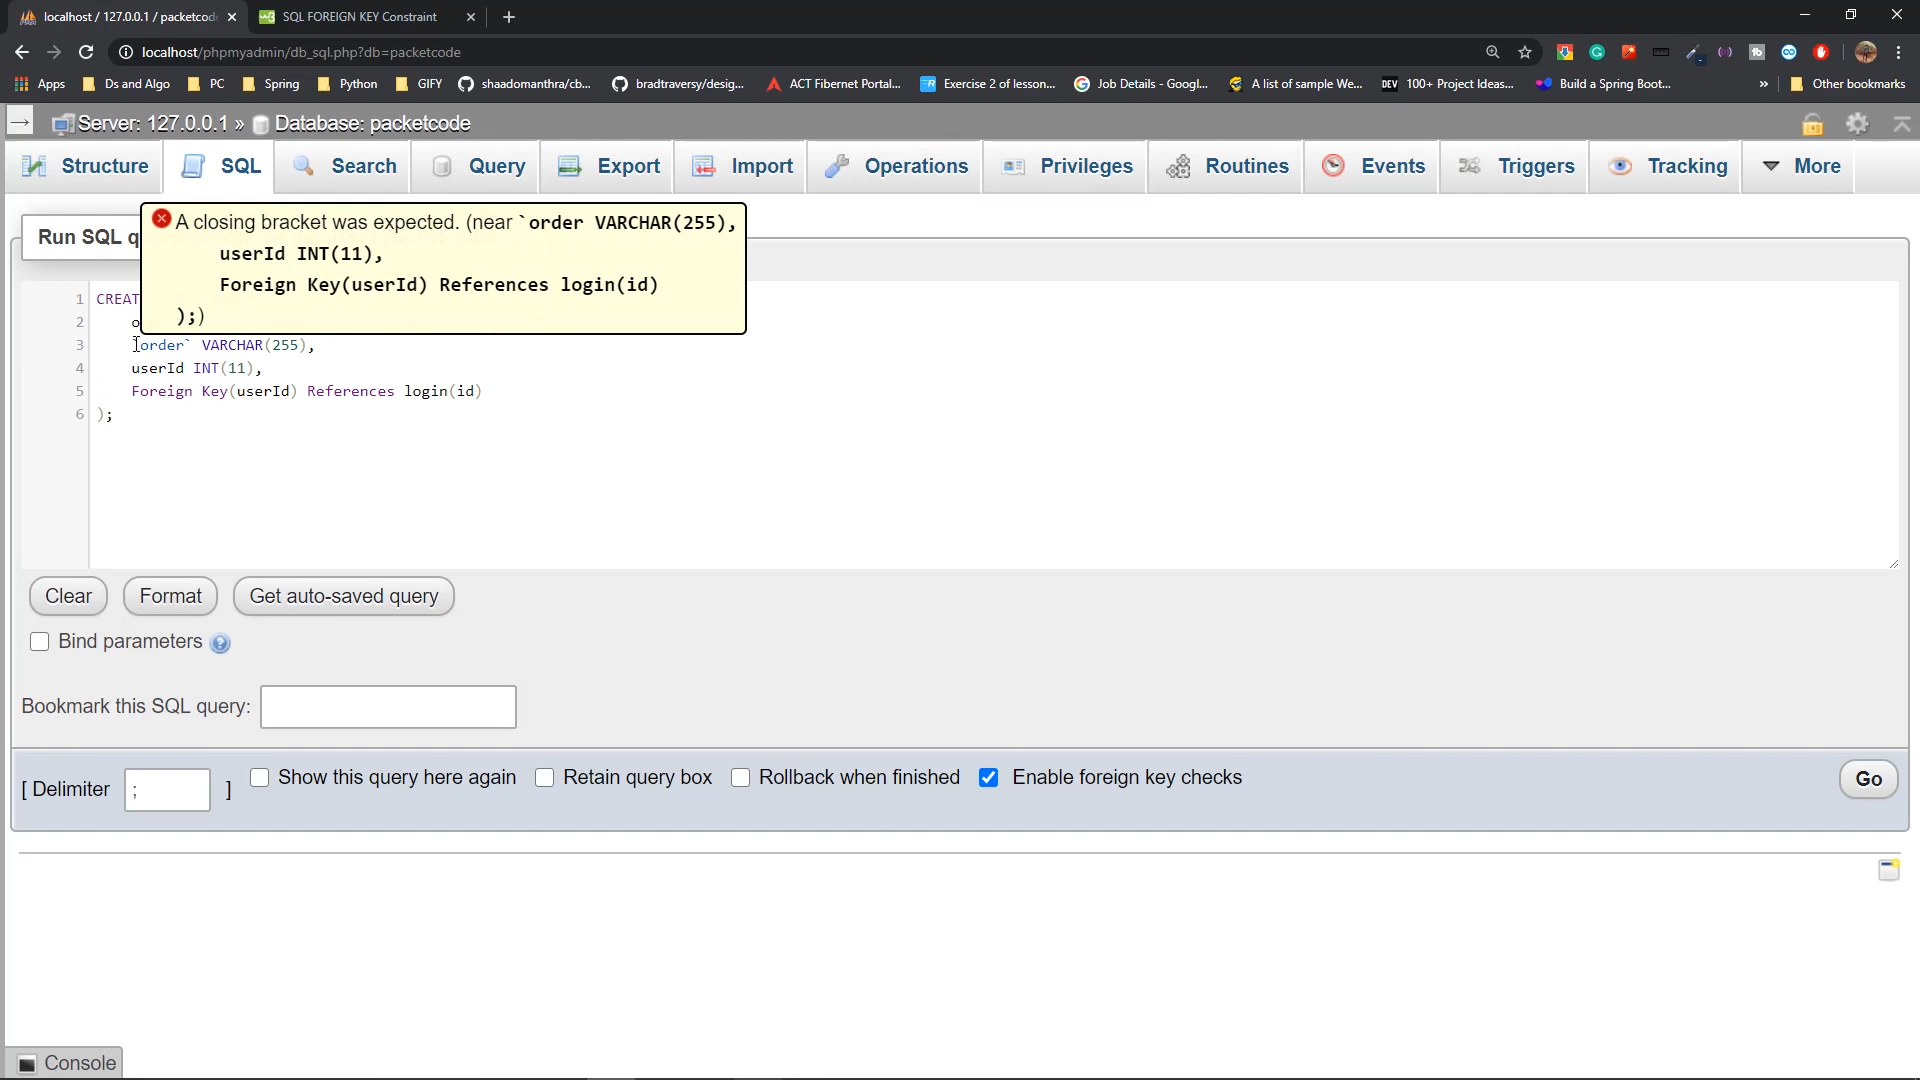 localhost / 127.0.0.1 / packetcod
SQL FOREIGN KEY Constraint
localhost/phpmyadmin/db_sql.php?db=packetcode
Apps
Ds and Algo
PC
Spring
Python
GIFY
shaadomanthra/cb...
bradtraversy/desig...
ACT Fibernet Portal...
Exercise 2 of lesson...
Job Details - Googl...
A list of sample We...
DEV 100+ Project Ideas...
Build a Spring Boot...
»
Other bookmarks
Server: 127.0.0.1 » Database: packetcode
Structure
SQL
Search
Query
Export
Import
Operations
Privileges
Routines
Events
Triggers
Tracking
More
Run SQL q
A closing bracket was expected. (near `order VARCHAR(255),
userId INT(11),
Foreign Key(userId) References login(id)
);)
1 CREAT
2 o
3 `order` VARCHAR(255),
4 userId INT(11),
5 Foreign Key(userId) References login(id)
6 );
Clear
Format
Get auto-saved query
Bind parameters
Bookmark this SQL query:
[ Delimiter ; ]
Show this query here again
Retain query box
Rollback when finished
Enable foreign key checks
Go
Console